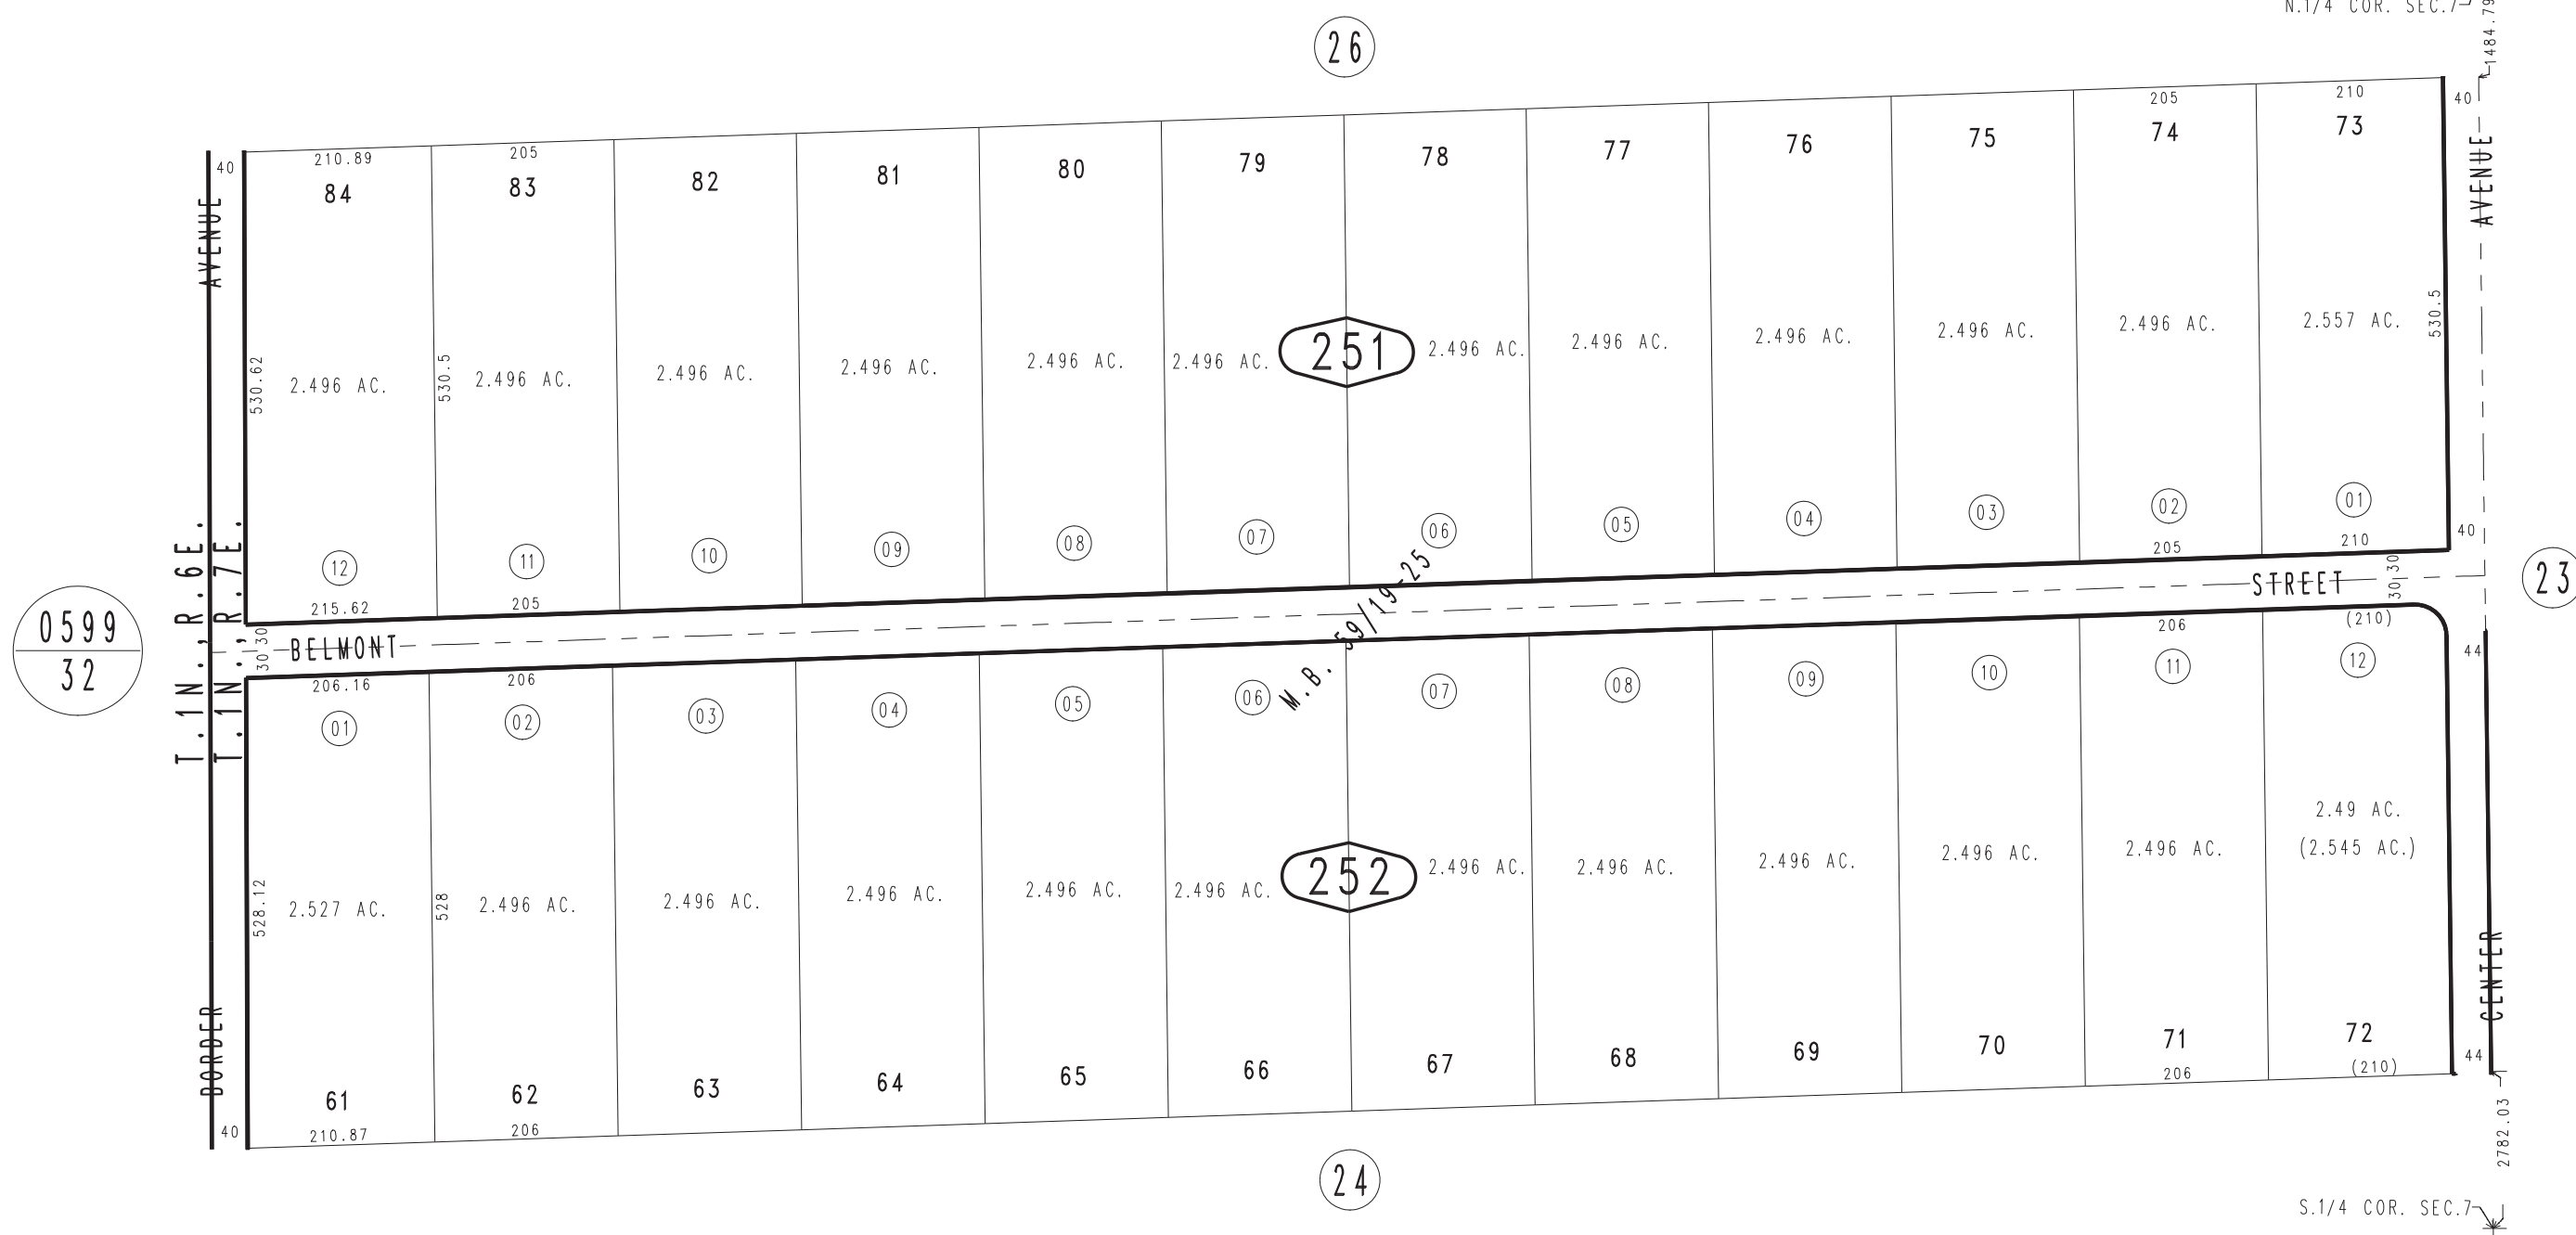 N.1/4 COR. SEC.7
1484.79
26
40
210.89
84
205
83
82
81
80
79
78
77
76
75
205
74
210
73
40
AVENUE
AVENUE
530.62
2.496 AC.
530.5
2.496 AC.
2.496 AC.
2.496 AC.
2.496 AC.
2.496 AC.
251
2.496 AC.
2.496 AC.
2.496 AC.
2.496 AC.
2.496 AC.
2.557 AC.
530.5
12
11
10
09
08
07
06
05
04
03
02
01
40
215.62
205
205
210
T.1N.,R.6E.
T.1N.,R.7E.
0599
32
30 30
BELMONT
STREET
30 30
23
M.B. 59/19-25
206.16
206
206
(210)
01
02
03
04
05
06
07
08
09
10
11
12
44
528.12
2.527 AC.
528
2.496 AC.
2.496 AC.
2.496 AC.
2.496 AC.
2.496 AC.
252
2.496 AC.
2.496 AC.
2.496 AC.
2.496 AC.
2.496 AC.
2.49 AC.
(2.545 AC.)
BORDER
CENTER
61
62
63
64
65
66
67
68
69
70
71
72
40
210.87
206
206
(210)
44
2782.03
24
S.1/4 COR. SEC.7